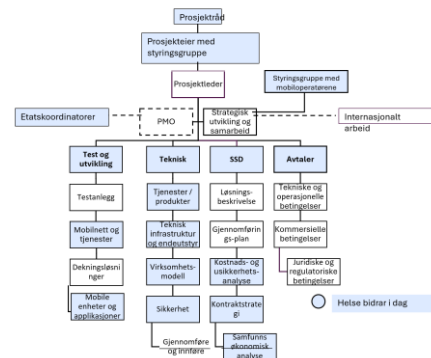 Prosjektråd
Prosjekteier med
styringsgruppe
Prosjektleder
Styringsgruppe med
mobiloperatørene
Etatskoordinatorer
PMO
Strategisk
utvikling og
samarbeid
Internasjonalt
arbeid
Test og
utvikling
Testanlegg
Mobilnett og
tjenester
Dekningsløsni
nger
Mobile
enheter og
applikasjoner
Teknisk
Tjenester /
produkter
Teknisk
infrastruktur
og endeutstyr
Virksomhets-
modell
Sikkerhet
Gjennomføre
og innføre
SSD
Løsnings-
beskrivelse
Gjennomførin
gs-plan
Kostnads- og
usikkerhets-
analyse
Kontraktstrate
gi
Samfunns
økonomisk
analyse
Avtaler
Tekniske og
operasjonelle
betingelser
Kommersielle
betingelser
Juridiske og
regulatoriske
betingelser
Helse bidrar i dag